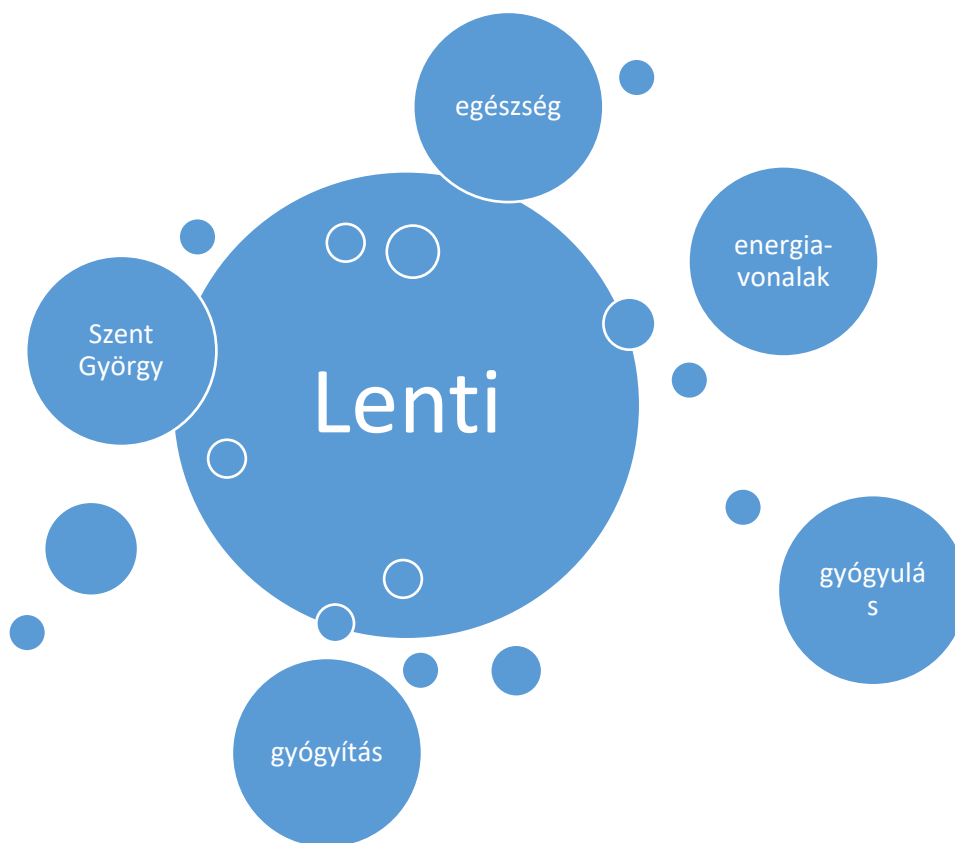 egészség
energia-
vonalak
Szent
György
Lenti
gyógyulá
s
gyógyítás